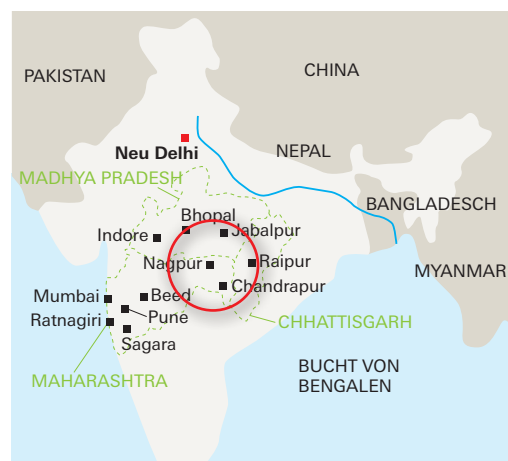 CHINA
PAKISTAN
Neu Delhi
NEPAL
MADHYA PRADESH
BANGLADESCH
Bhopal
Indore
Jabalpur
Nagpur
Raipur
MYANMAR
Chandrapur
Mumbai
Beed
Ratnagiri
Pune
CHHATTISGARH
Sagara
BUCHT VON
BENGALEN
MAHARASHTRA